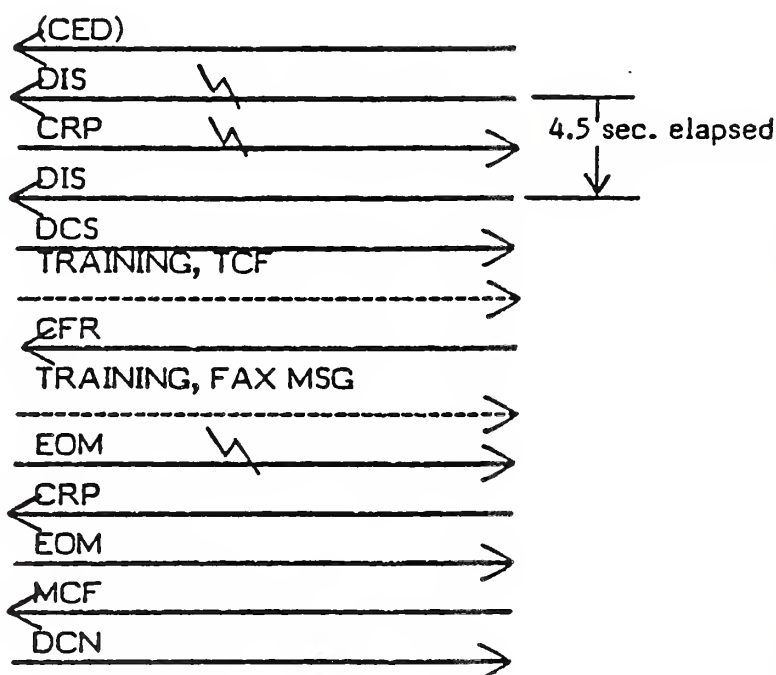 (CED)
DIS
CRP
4.5 sec. elapsed
DIS
DCS
TRAINING, TCF
CFR
TRAINING, FAX MSG
EOM
CRP
EOM
MCF
DCN